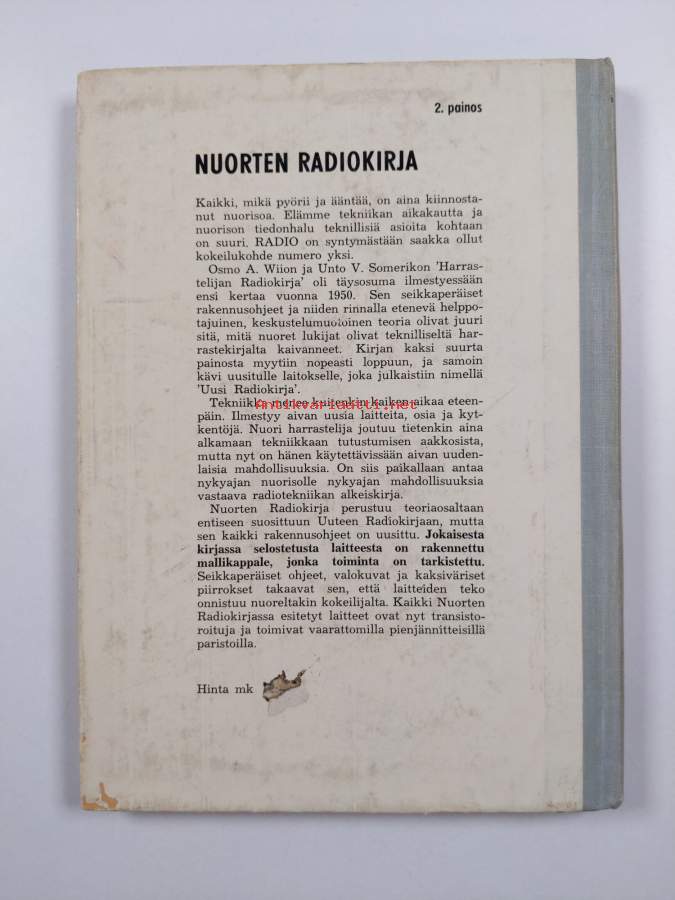 2. painos
NUORTEN RADIOKIRJA
Kaikki, mikä pyörii ja ääntää, on aina kiinnosta-
nut nuorisoa. Elämme tekniikan aikakautta ja
nuorison tiedonhalu teknillisiä asioita kohtaan
on suuri. RADIO on syntymästään saakka ollut
kokeilukohde numero yksi.
Osmo A. Wiion ja Unto V. Somerikon 'Harras-
telijan Radiokirja' oli täysosuma ilmestyessään
ensi kertaa vuonna 1950. Sen seikkaperäiset
rakennusohjeet ja niiden rinnalla etenevä helppo-
tajuinen, keskustelumuotoinen teoria olivat juuri
sitä, mitä nuoret lukijat olivat teknilliseltä har-
rastekirjalta kaivanneet. Kirjan kaksi suurta
painosta myytiin nopeasti loppuun, ja samoin
kävi uusitulle laitokselle, joka julkaistiin nimellä
'Uusi Radiokirja'.
Tekniikka menee kuitenkin kaiken aikaa eteen-
antikvariaatti.net
päin. Ilmestyy aivan uusia laitteita, osia ja kyt-
kentöjä. Nuori harrastelija joutuu tietenkin aina
alkamaan tekniikkaan tutustumisen aakkosista,
mutta nyt on hänen käytettävissään aivan uuden-
laisia mahdollisuuksia. On siis paikallaan antaa
nykyajan nuorisolle nykyajan mahdollisuuksia
vastaava radiotekniikan alkeiskirja.
Nuorten Radiokirja perustuu teoriaosaltaan
entiseen suosittuun Uuteen Radiokirjaan, mutta
sen kaikki rakennusohjeet on uusittu. Jokaisesta
kirjassa selostetusta laitteesta on rakennettu
mallikappale, jonka toiminta on tarkistettu.
Seikkaperäiset ohjeet, valokuvat ja kaksiväriset
piirrokset takaavat sen, että laitteiden teko
onnistuu nuoreltakin kokeilijalta. Kaikki Nuorten
Radiokirjassa esitetyt laitteet ovat nyt transisto-
roituja ja toimivat vaarattomilla pienjännitteisillä
paristoilla.
Hinta mk